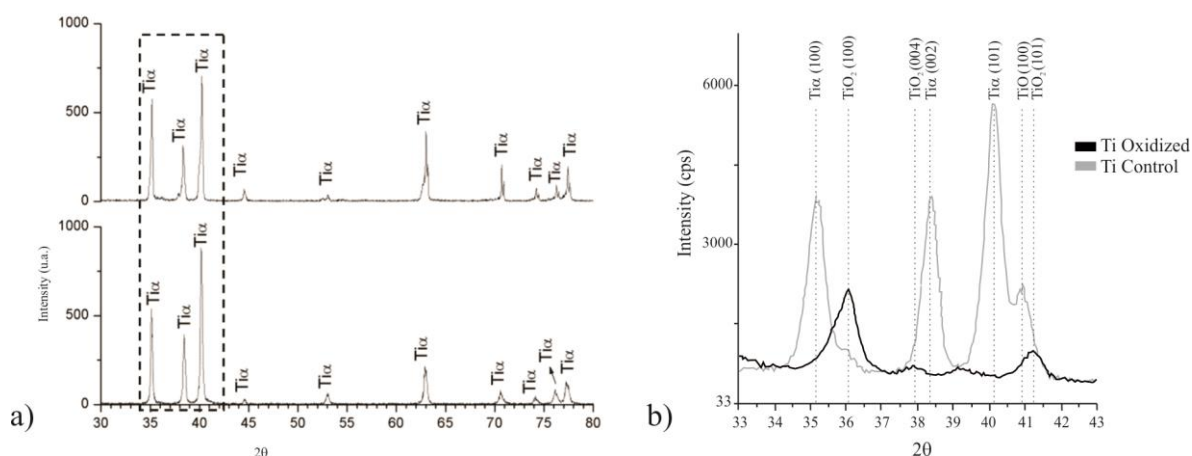 1000
500
0
Intensity (u.a.)
Tiα
Tiα
Tiα
Tiα
Tiα
Tiα
Tiα
Tiα
Tiα
Tiα
1000
500
0
Tiα
Tiα
Tiα
Tiα
Tiα
Tiα
Tiα
Tiα
Tiα
Tiα
30 35 40 45 50 55 60 65 70 75 80
2θ
a)
6000
3000
33
Intensity (cps)
Tiα (100)
TiO₂ (100)
TiO₂(004)
Tiα (002)
Tiα (101)
TiO (100)
TiO₂(101)
Ti Oxidized
Ti Control
33 34 35 36 37 38 39 40 41 42 43
2θ
b)